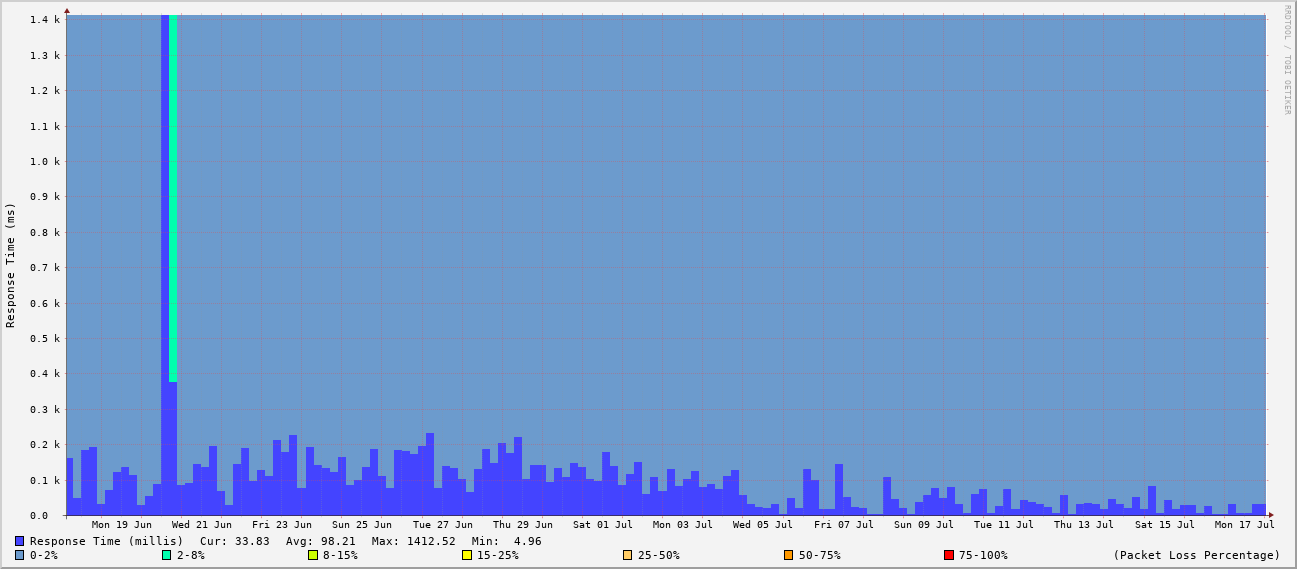 RRDTOOL / TOBI OETIKER
Response Time (ms)
1.4 k
1.3 k
1.2 k
1.1 k
1.0 k
0.9 k
0.8 k
0.7 k
0.6 k
0.5 k
0.4 k
0.3 k
0.2 k
0.1 k
0.0
Mon 19 Jun Wed 21 Jun Fri 23 Jun Sun 25 Jun Tue 27 Jun Thu 29 Jun Sat 01 Jul Mon 03 Jul Wed 05 Jul Fri 07 Jul Sun 09 Jul Tue 11 Jul Thu 13 Jul Sat 15 Jul Mon 17 Jul
Response Time (millis) Cur: 33.83 Avg: 98.21 Max: 1412.52 Min: 4.96
0-2% 2-8% 8-15% 15-25% 25-50% 50-75% 75-100% (Packet Loss Percentage)